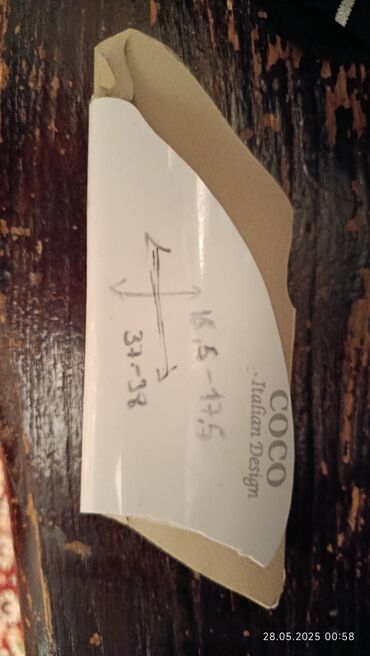 16,5-17,5
37-38
COCO
Italian Design
28.05.2025 00:58